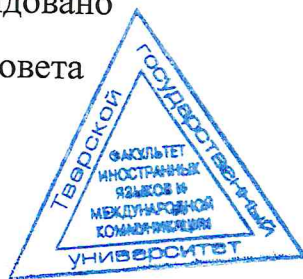 довано
овета
Тверской
государственный
университет
ФАКУЛЬТЕТ
ИНОСТРАННЫХ
ЯЗЫКОВ И
МЕЖДУНАРОДНОЙ
КОММУНИКАЦИИ